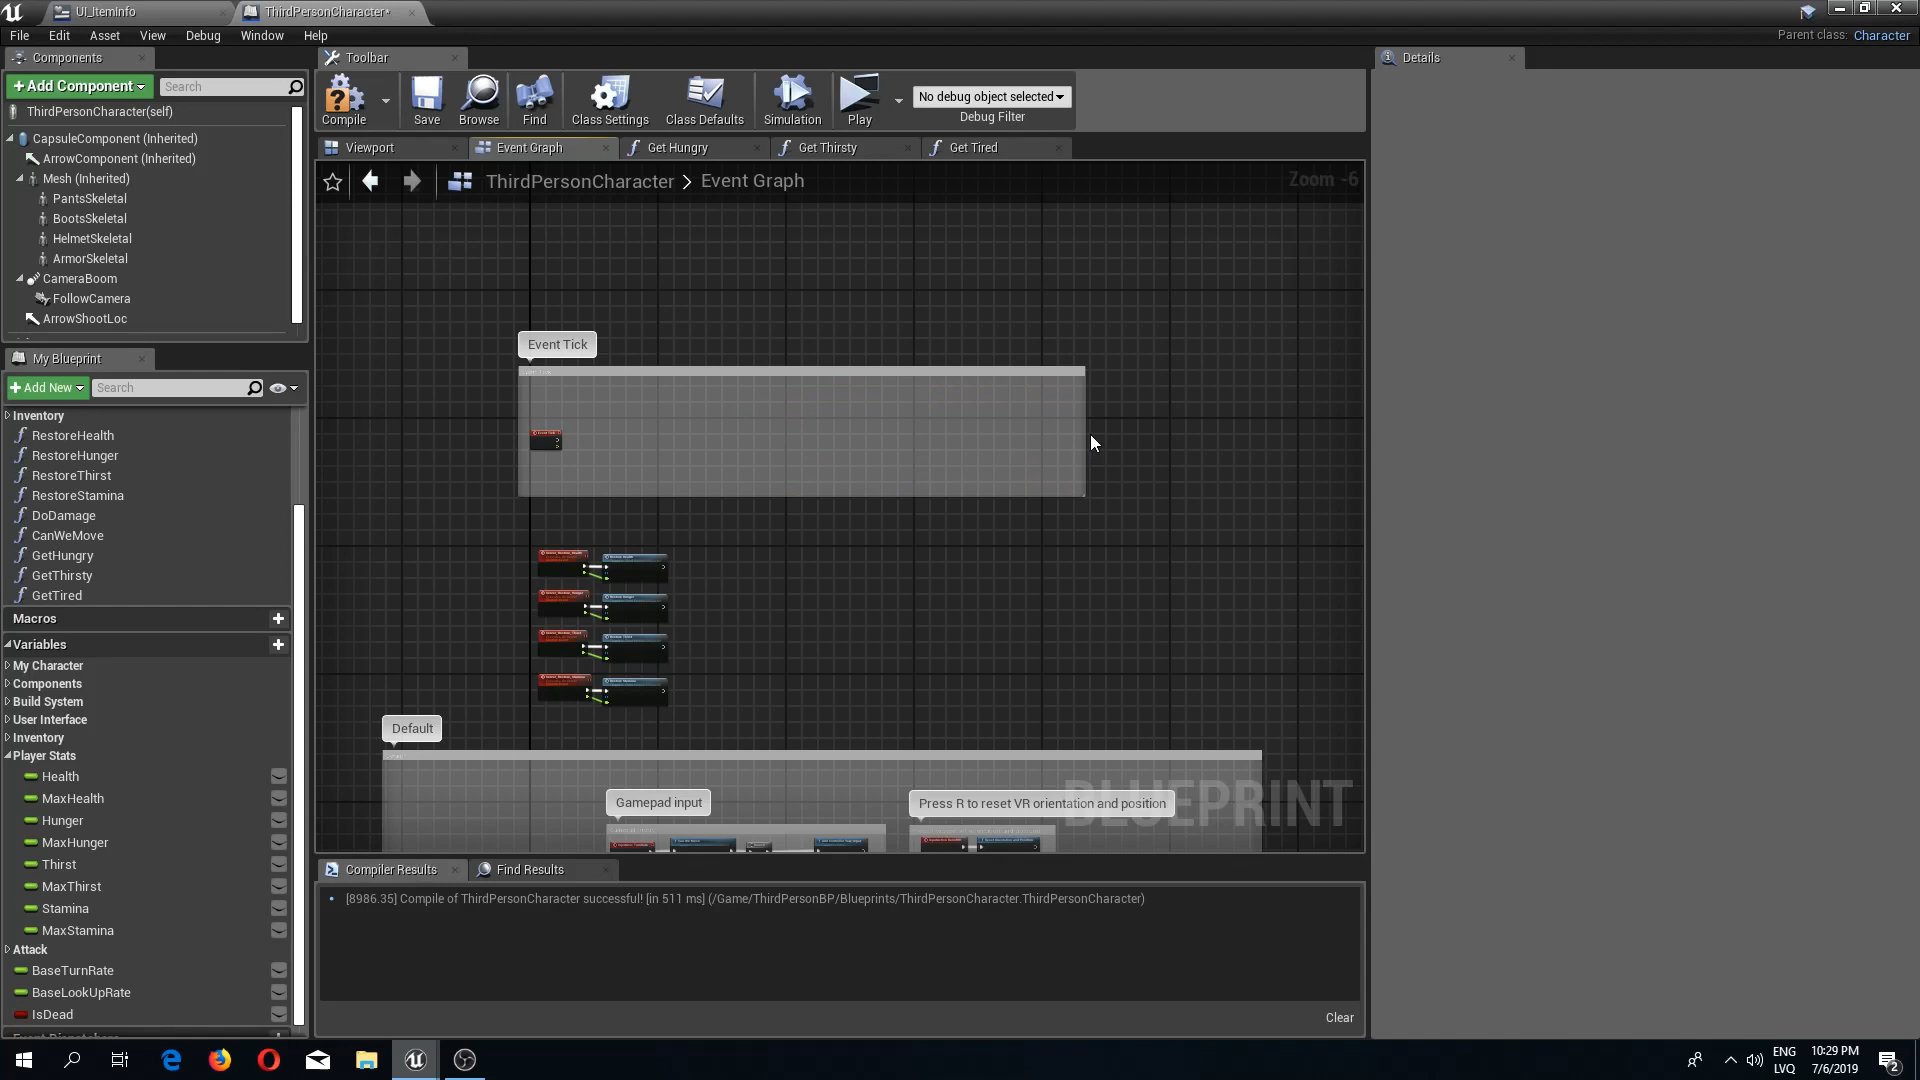 UI_ItemInfo
ThirdPersonCharacter*
File Edit Asset View Debug Window Help
Parent class: Character
Components
Toolbar
Details
Add Component
Search
ThirdPersonCharacter(self)
CapsuleComponent (Inherited)
ArrowComponent (Inherited)
Mesh (Inherited)
PantsSkeletal
BootsSkeletal
HelmetSkeletal
ArmorSkeletal
CameraBoom
FollowCamera
ArrowShootLoc
Compile
Save
Browse
Find
Class Settings
Class Defaults
Simulation
Play
No debug object selected
Debug Filter
Viewport
Event Graph
Get Hungry
Get Thirsty
Get Tired
ThirdPersonCharacter > Event Graph
Zoom -6
My Blueprint
Add New
Search
Inventory
RestoreHealth
RestoreHunger
RestoreThirst
RestoreStamina
DoDamage
CanWeMove
GetHungry
GetThirsty
GetTired
Macros
Variables
My Character
Components
Build System
User Interface
Inventory
Player Stats
Health
MaxHealth
Hunger
MaxHunger
Thirst
MaxThirst
Stamina
MaxStamina
Attack
BaseTurnRate
BaseLookUpRate
IsDead
Event Tick
Default
Gamepad input
Press R to reset VR orientation and position
BLUEPRINT
Compiler Results
Find Results
[8986.35] Compile of ThirdPersonCharacter successful! [in 511 ms] (/Game/ThirdPersonBP/Blueprints/ThirdPersonCharacter.ThirdPersonCharacter)
Clear
ENG
LVQ
10:29 PM
7/6/2019
2